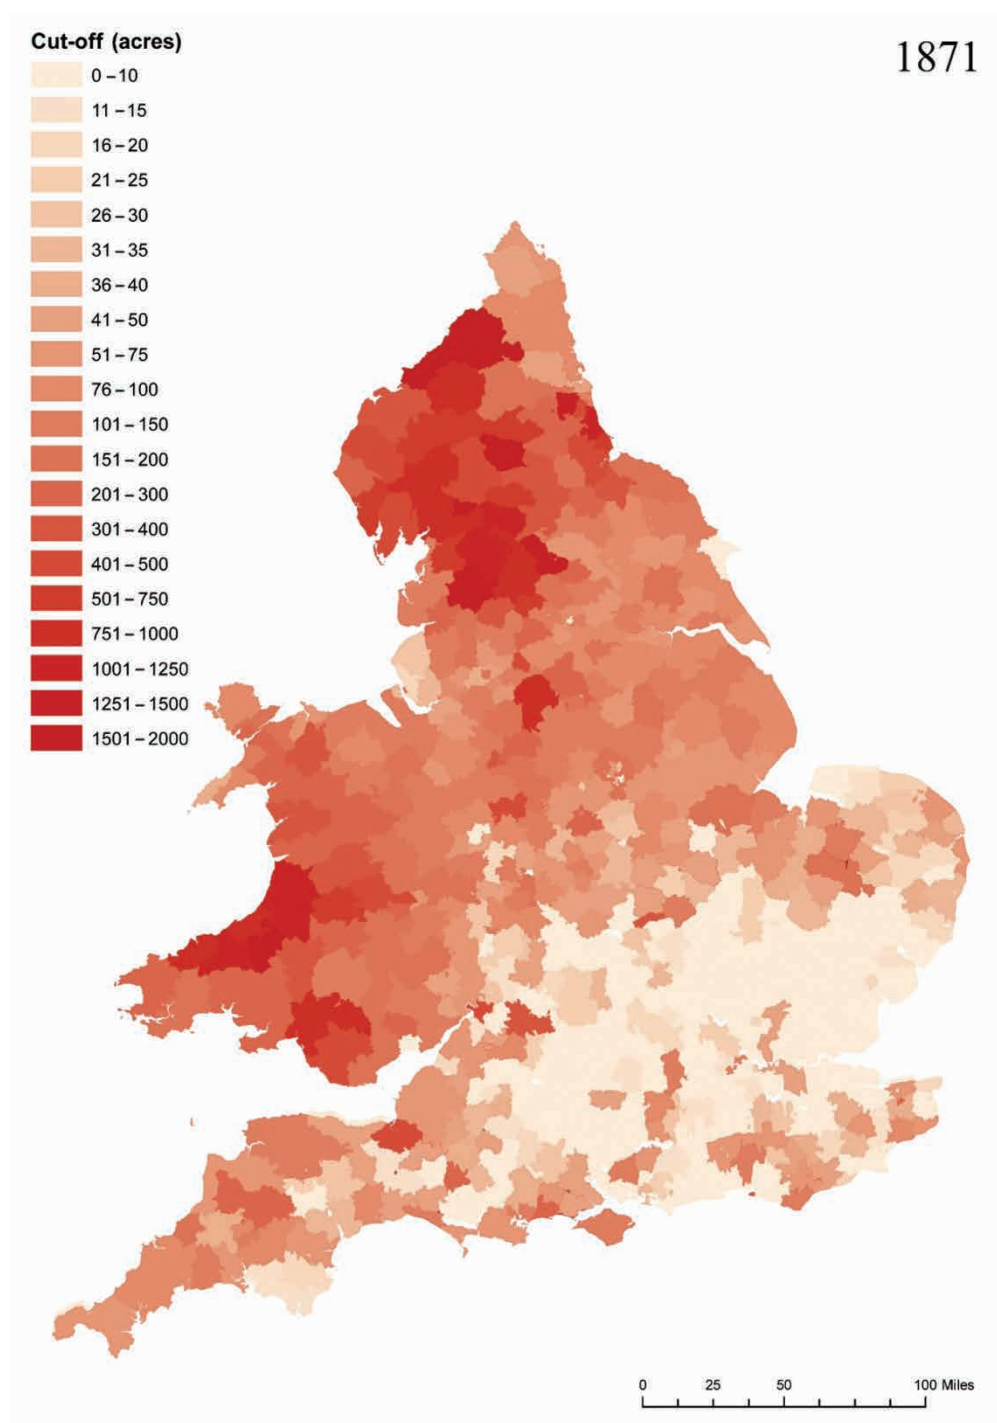 Cut-off (acres)
1871
0 – 10
11 – 15
16 – 20
21 – 25
26 – 30
31 – 35
36 – 40
41 – 50
51 – 75
76 – 100
101 – 150
151 – 200
201 – 300
301 – 400
401 – 500
501 – 750
751 – 1000
1001 – 1250
1251 – 1500
1501 – 2000
0 25 50 100 Miles